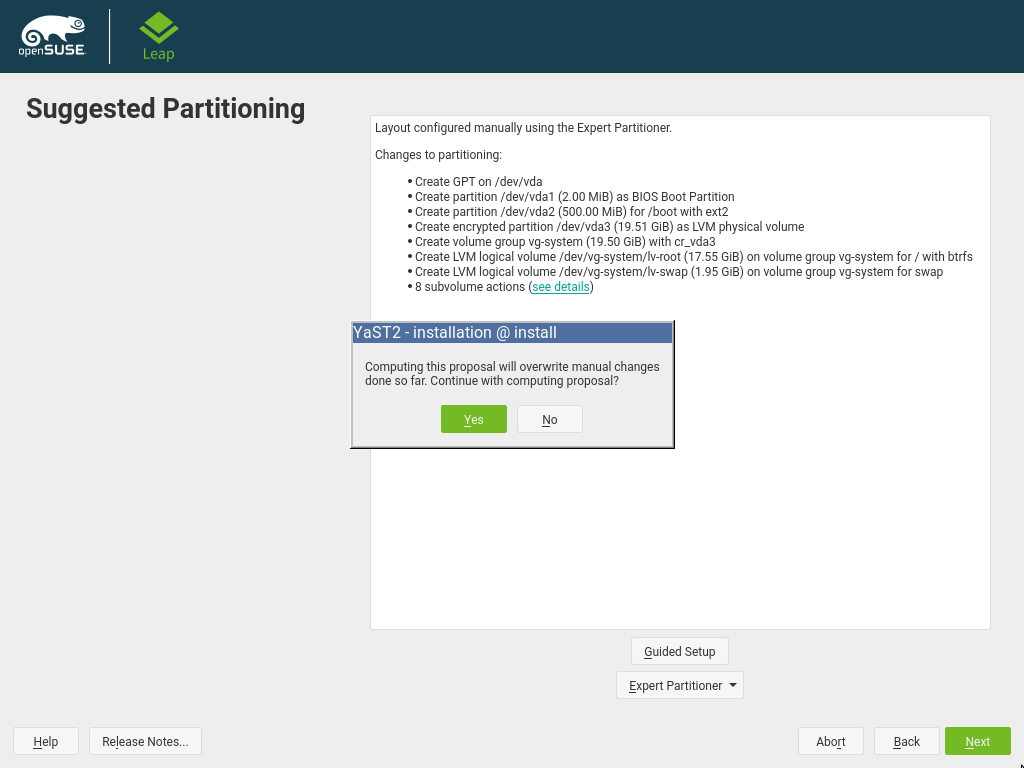 openSUSE
Leap
Suggested Partitioning
Layout configured manually using the Expert Partitioner.
Changes to partitioning:
• Create GPT on /dev/vda
• Create partition /dev/vda1 (2.00 MiB) as BIOS Boot Partition
• Create partition /dev/vda2 (500.00 MiB) for /boot with ext2
• Create encrypted partition /dev/vda3 (19.51 GiB) as LVM physical volume
• Create volume group vg-system (19.50 GiB) with cr_vda3
• Create LVM logical volume /dev/vg-system/lv-root (17.55 GiB) on volume group vg-system for / with btrfs
• Create LVM logical volume /dev/vg-system/lv-swap (1.95 GiB) on volume group vg-system for swap
• 8 subvolume actions (see details)
YaST2 - installation @ install
Computing this proposal will overwrite manual changes
done so far. Continue with computing proposal?
Yes
No
Guided Setup
Expert Partitioner
Help
Release Notes...
Abort
Back
Next